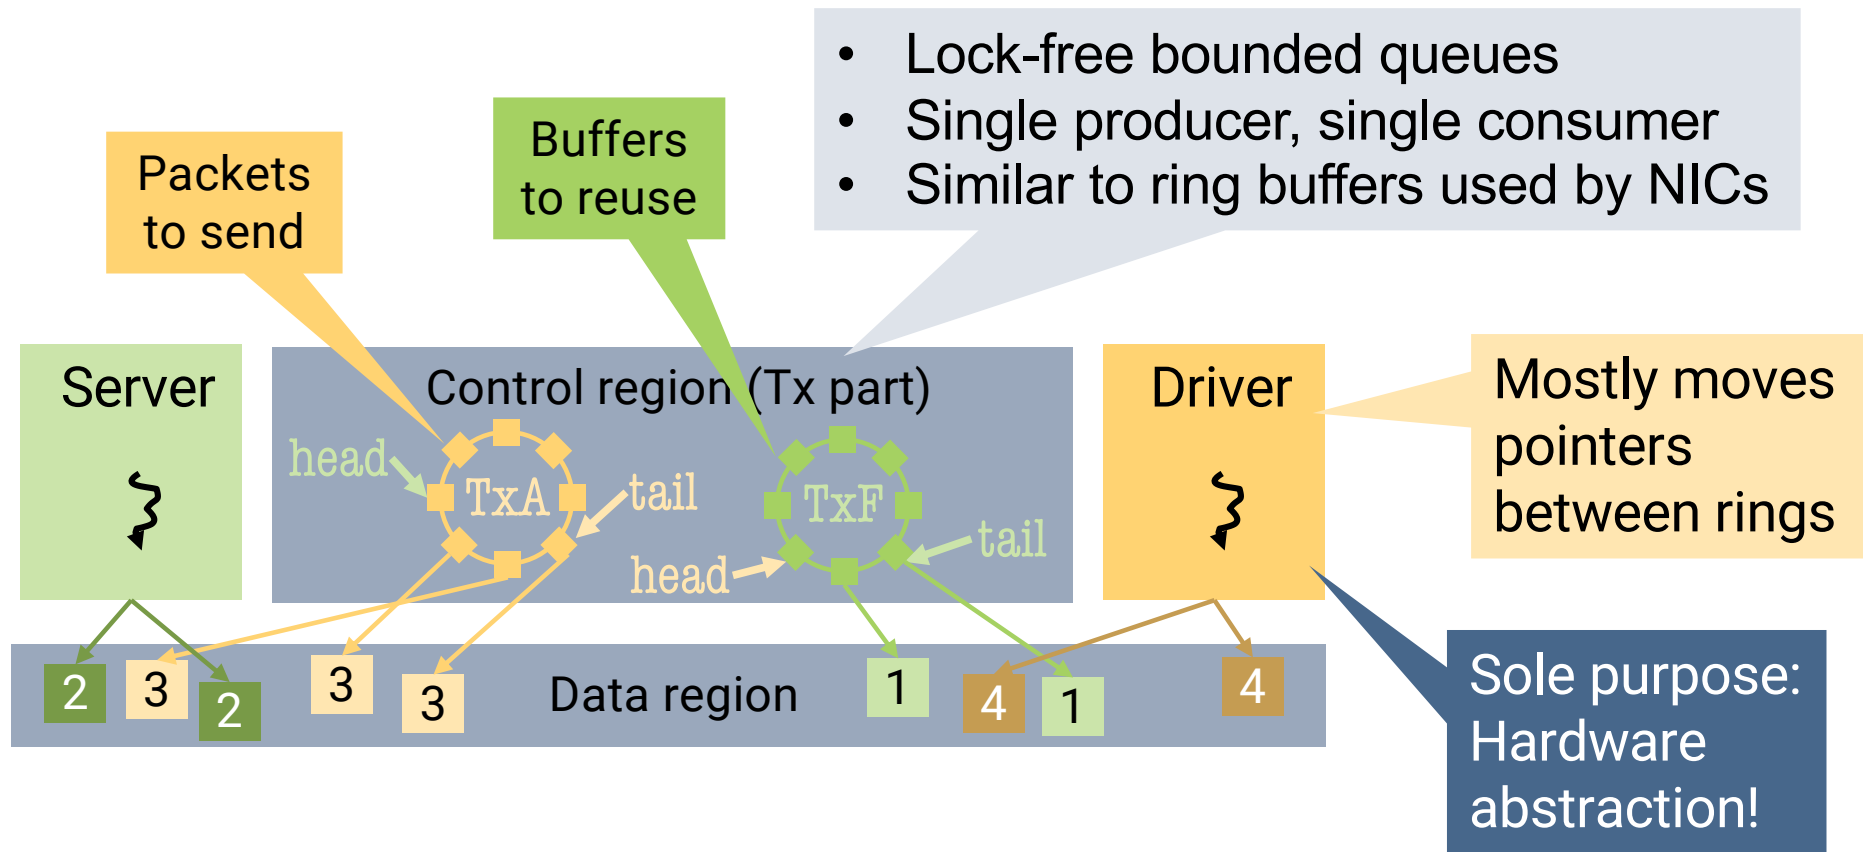 • Lock-free bounded queues
• Single producer, single consumer
• Similar to ring buffers used by NICs
Packets
to send
Buffers
to reuse
Server
Control region (Tx part)
Driver
Mostly moves
pointers
between rings
head
TxA
tail
TxF
head
tail
2
3
2
3
3
Data region
1
4
1
4
Sole purpose:
Hardware
abstraction!